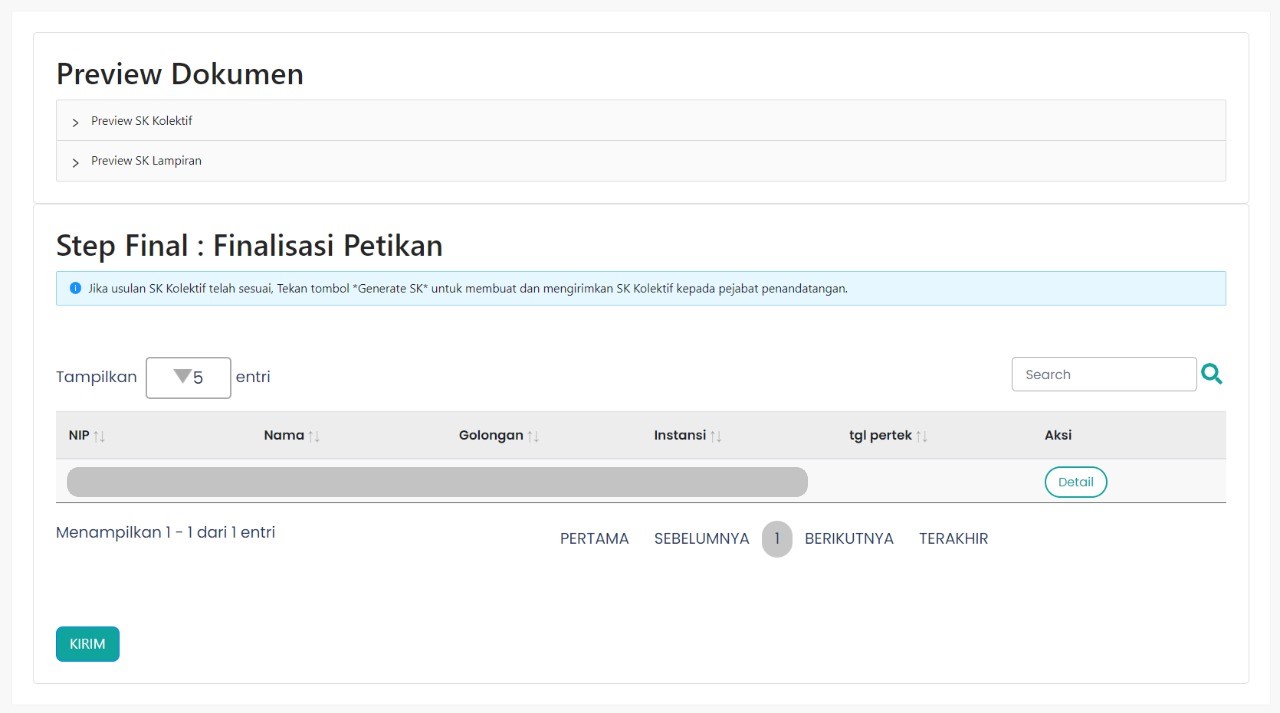 Preview Dokumen
Preview SK Kolektif
Preview SK Lampiran
Step Final : Finalisasi Petikan
Jika usulan SK Kolektif telah sesuai, Tekan tombol *Generate SK* untuk membuat dan mengirimkan SK Kolektif kepada pejabat penandatangan.
Tampilkan 5 entri Search
NIP Nama Golongan Instansi tgl pertek Aksi
Detail
Menampilkan 1 - 1 dari 1 entri PERTAMA SEBELUMNYA 1 BERIKUTNYA TERAKHIR
KIRIM